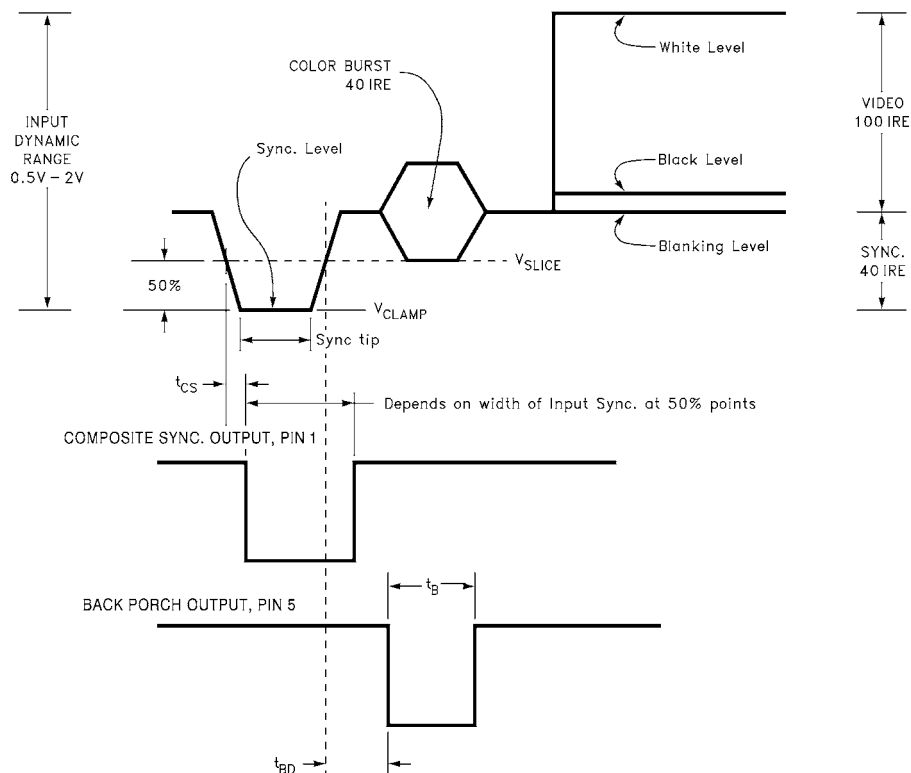 White Level
COLOR BURST
40 IRE
INPUT
DYNAMIC
RANGE
0.5V – 2V
VIDEO
100 IRE
Sync. Level
Black Level
Blanking Level
VSLICE
SYNC.
40 IRE
50%
VCLAMP
Sync tip
tCS
Depends on width of Input Sync. at 50% points
COMPOSITE SYNC. OUTPUT, PIN 1
tB
BACK PORCH OUTPUT, PIN 5
tBD